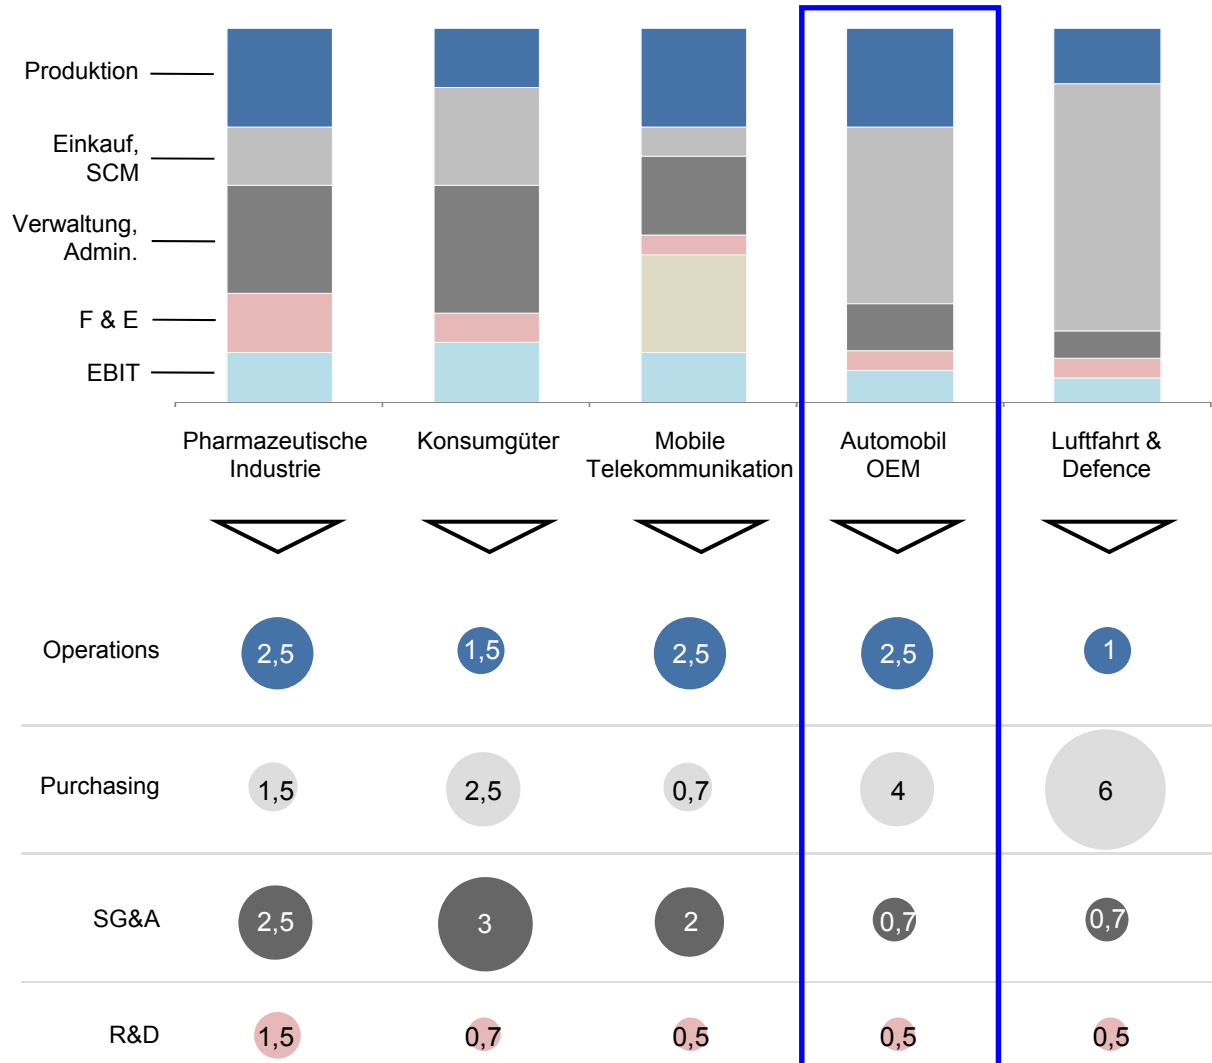 Produktion
Einkauf,
SCM
Verwaltung,
Admin.
F & E
EBIT
Pharmazeutische
Industrie
Konsumgüter
Mobile
Telekommunikation
Automobil
OEM
Luftfahrt &
Defence
Operations
2,5
1,5
2,5
2,5
1
Purchasing
1,5
2,5
0,7
4
6
SG&A
2,5
3
2
0,7
0,7
R&D
1,5
0,7
0,5
0,5
0,5